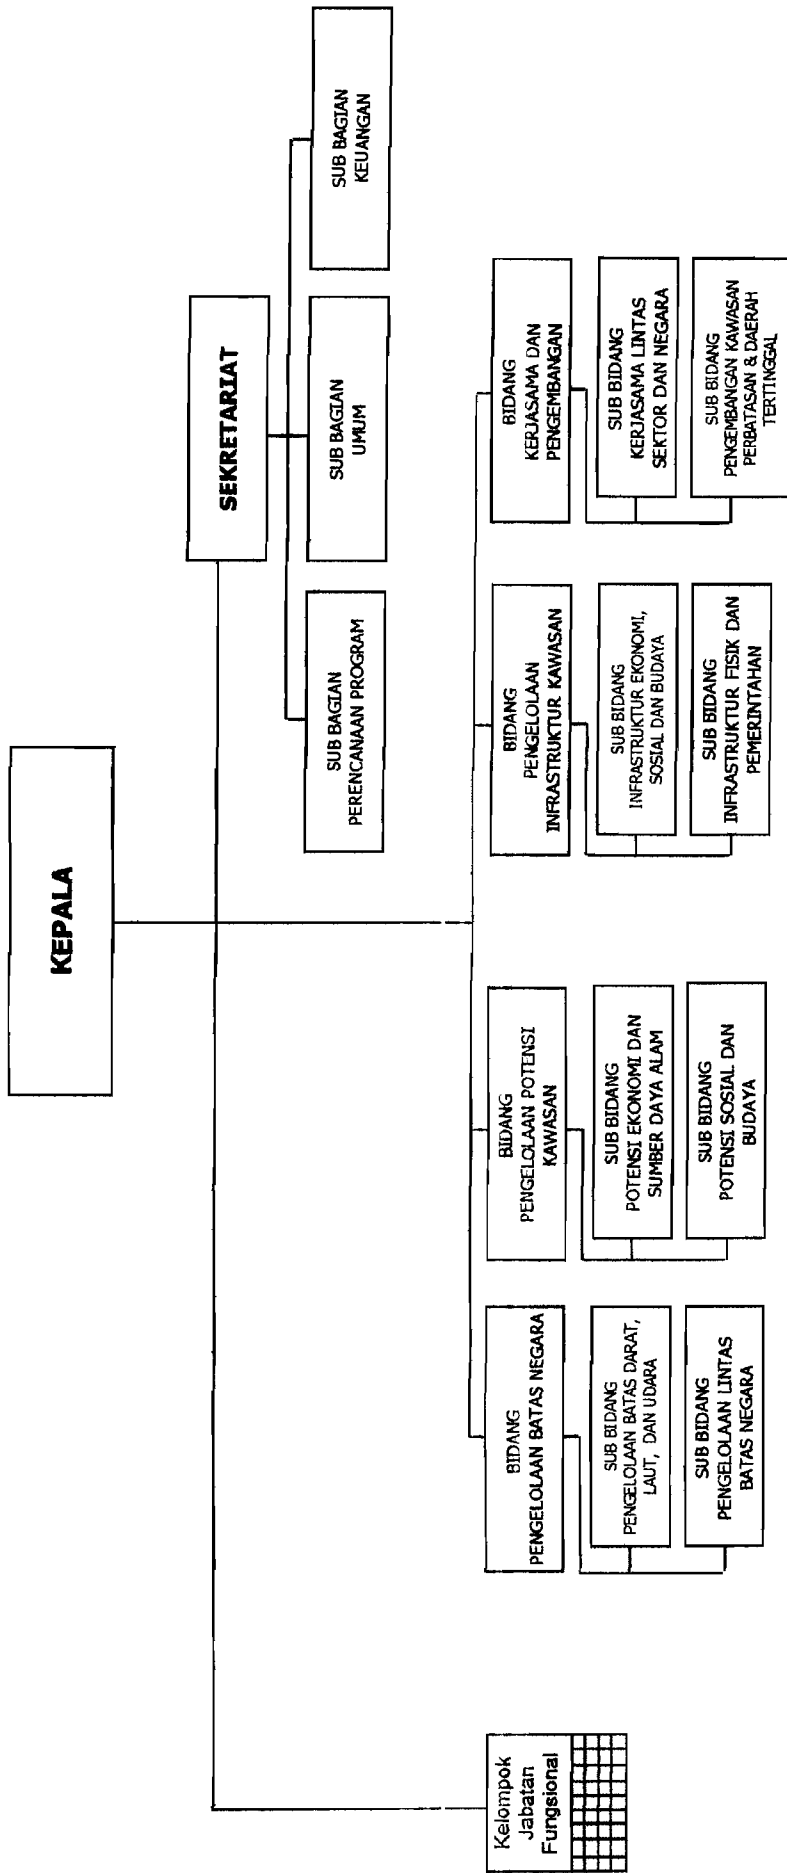 KEPALA
SEKRETARIAT
SUB BAGIAN
PERENCANAAN PROGRAM
SUB BAGIAN
UMUM
SUB BAGIAN
KEUANGAN
Kelompok
Jabatan
Fungsional
BIDANG
PENGELOLAAN BATAS NEGARA
SUB BIDANG
PENGELOLAAN BATAS DARAT,
LAUT, DAN UDARA
SUB BIDANG
PENGELOLAAN LINTAS
BATAS NEGARA
BIDANG
PENGELOLAAN POTENSI
KAWASAN
SUB BIDANG
POTENSI EKONOMI DAN
SUMBER DAYA ALAM
SUB BIDANG
POTENSI SOSIAL DAN
BUDAYA
BIDANG
PENGELOLAAN
INFRASTRUKTUR KAWASAN
SUB BIDANG
INFRASTRUKTUR EKONOMI,
SOSIAL DAN BUDAYA
SUB BIDANG
INFRASTRUKTUR FISIK DAN
PEMERINTAHAN
BIDANG
KERJASAMA DAN
PENGEMBANGAN
SUB BIDANG
KERJASAMA LINTAS
SEKTOR DAN NEGARA
SUB BIDANG
PENGEMBANGAN KAWASAN
PERBATASAN & DAERAH
TERTINGGAL